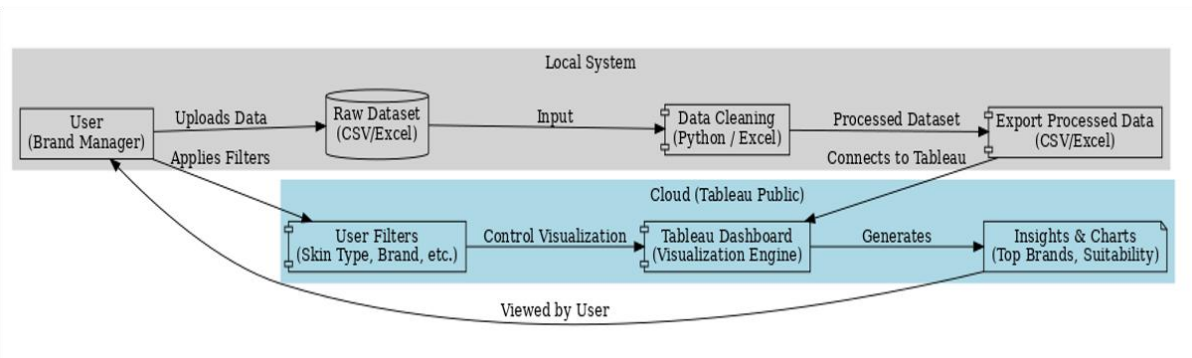 Local System
User
(Brand Manager)
Uploads Data
Raw Dataset
(CSV/Excel)
Input
Data Cleaning
(Python / Excel)
Processed Dataset
Export Processed Data
(CSV/Excel)
Applies Filters
Connects to Tableau
Cloud (Tableau Public)
User Filters
(Skin Type, Brand, etc.)
Control Visualization
Tableau Dashboard
(Visualization Engine)
Generates
Insights & Charts
(Top Brands, Suitability)
Viewed by User